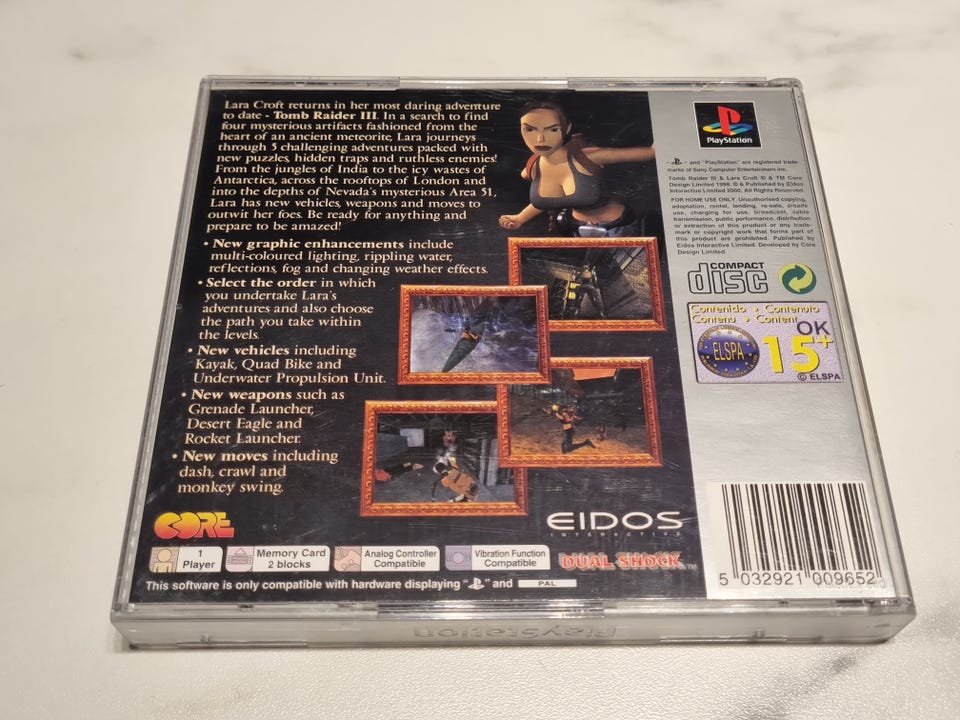 Lara Croft returns in her most daring adventure
to date - Tomb Raider III. In a search to find
four mysterious artifacts fashioned from the
heart of an ancient meteorite, Lara journeys
through 5 challenging adventures packed with
new puzzles, hidden traps and ruthless enemies!
From the jungles of India to the icy wastes of
Antarctica, across the rooftops of London and
into the depths of Nevada's mysterious Area 51,
Lara has new vehicles, weapons and moves to
outwit her foes. Be ready for anything and
prepare to be amazed!
• New graphic enhancements include
multi-coloured lighting, rippling water,
reflections, fog and changing weather effects.
• Select the order in which
you undertake Lara's
adventures and also choose
the path you take within
the levels.
• New vehicles including
Kayak, Quad Bike and
Underwater Propulsion Unit.
• New weapons such as
Grenade Launcher,
Desert Eagle and
Rocket Launcher.
• New moves including
dash, crawl and
monkey swing.
CORE
EIDOS
INTERACTIVE
1
Player
Memory Card
2 blocks
Analog Controller
Compatible
Vibration Function
Compatible
DUAL SHOCK™
This software is only compatible with hardware displaying " " and PAL
PlayStation
- " " and "PlayStation" are registered trade-
marks of Sony Computer Entertainment Inc.
Tomb Raider ® & Lara Croft © & TM Core
Design Limited 1998. © & Published by Eidos
Interactive Limited 2000. All rights reserved.
FOR HOME USE ONLY. Unauthorised copying,
adaptation, rental, lending, re-sale, arcade
use, charging for use, broadcast, cable
transmission, public performance, distribution
or extraction of this product or any trade-
mark or copyright work that forms part of
this product are prohibited. Published by
Eidos Interactive Limited. Developed by Core
Design Limited.
COMPACT
disc
Contenido • Contenuto
Contenu • Content
ELSPA
OK
15+
© ELSPA
5 032921 009652
PlayStation